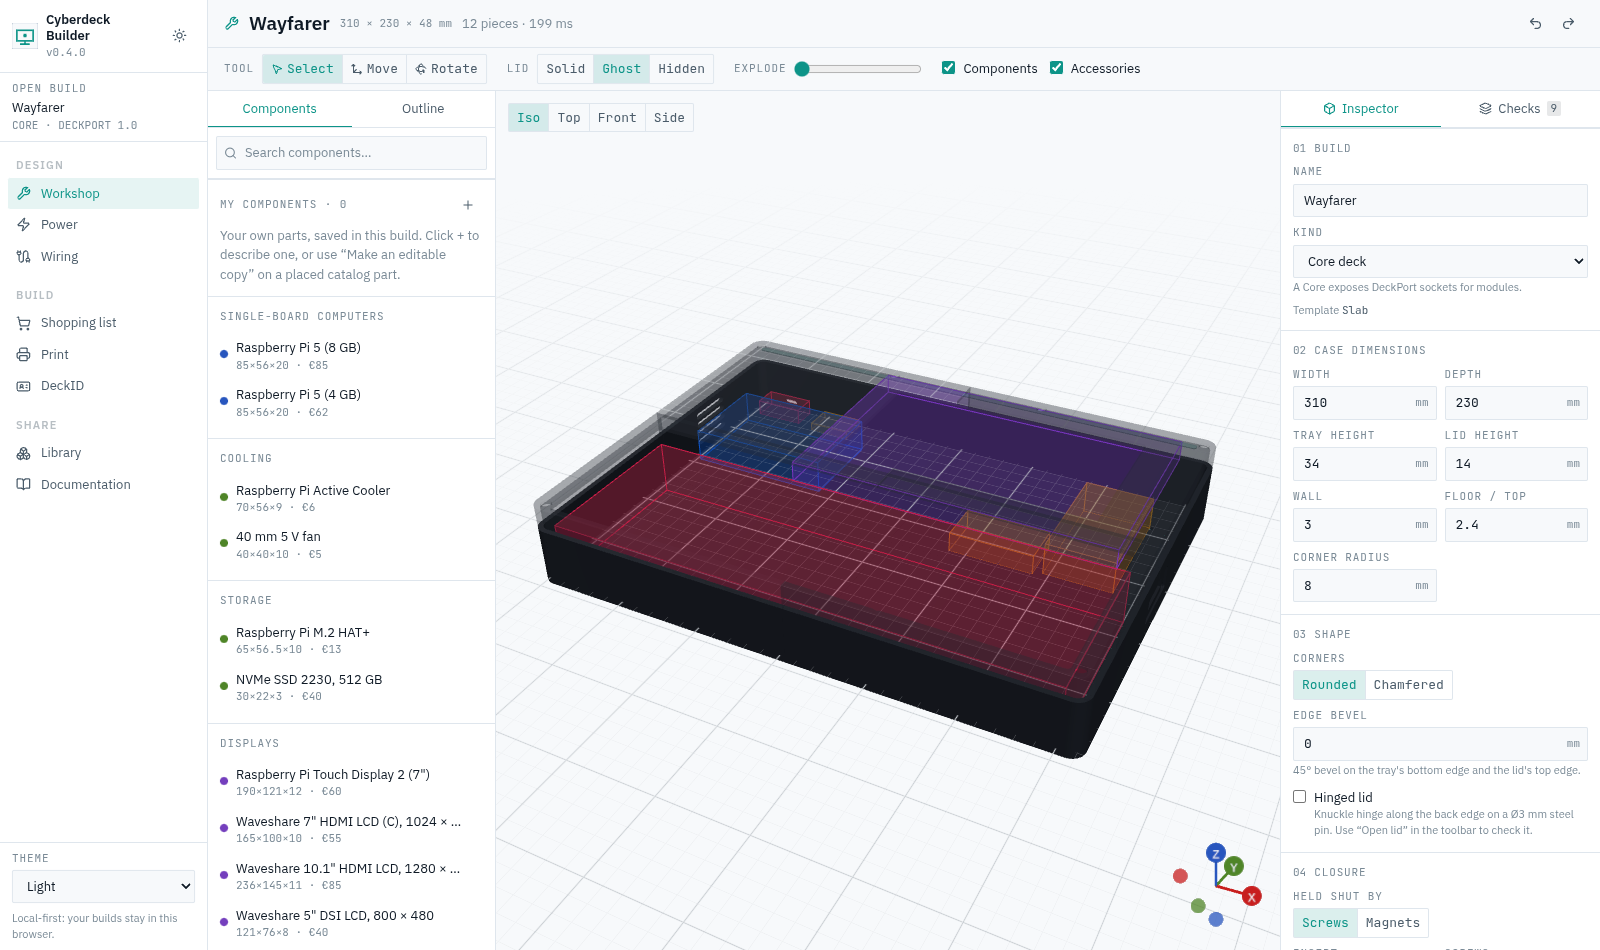 Cyberdeck
Builder
v0.4.0
OPEN BUILD
Wayfarer
CORE · DECKPORT 1.0
DESIGN
Workshop
Power
Wiring
BUILD
Shopping list
Print
DeckID
SHARE
Library
Documentation
THEME
Light
Local-first: your builds stay in this
browser.
Wayfarer 310 × 230 × 48 mm 12 pieces · 199 ms
TOOL Select Move Rotate LID Solid Ghost Hidden EXPLODE Components Accessories
Components Outline
Search components...
MY COMPONENTS · 0
Your own parts, saved in this build. Click + to
describe one, or use “Make an editable
copy” on a placed catalog part.
SINGLE-BOARD COMPUTERS
Raspberry Pi 5 (8 GB)
85×56×20 · €85
Raspberry Pi 5 (4 GB)
85×56×20 · €62
COOLING
Raspberry Pi Active Cooler
70×56×9 · €6
40 mm 5 V fan
40×40×10 · €5
STORAGE
Raspberry Pi M.2 HAT+
65×56.5×10 · €13
NVMe SSD 2230, 512 GB
30×22×3 · €40
DISPLAYS
Raspberry Pi Touch Display 2 (7")
190×121×12 · €60
Waveshare 7" HDMI LCD (C), 1024 × ...
165×100×10 · €55
Waveshare 10.1" HDMI LCD, 1280 × ...
236×145×11 · €85
Waveshare 5" DSI LCD, 800 × 480
121×76×8 · €40
Iso Top Front Side
Z
Y
X
Inspector Checks 9
01 BUILD
NAME
Wayfarer
KIND
Core deck
A Core exposes DeckPort sockets for modules.
Template Slab
02 CASE DIMENSIONS
WIDTH DEPTH
310 mm 230 mm
TRAY HEIGHT LID HEIGHT
34 mm 14 mm
WALL FLOOR / TOP
3 mm 2.4 mm
CORNER RADIUS
8 mm
03 SHAPE
CORNERS
Rounded Chamfered
EDGE BEVEL
0 mm
45° bevel on the tray's bottom edge and the lid's top edge.
Hinged lid
Knuckle hinge along the back edge on a Ø3 mm steel
pin. Use “Open lid” in the toolbar to check it.
04 CLOSURE
HELD SHUT BY
Screws Magnets